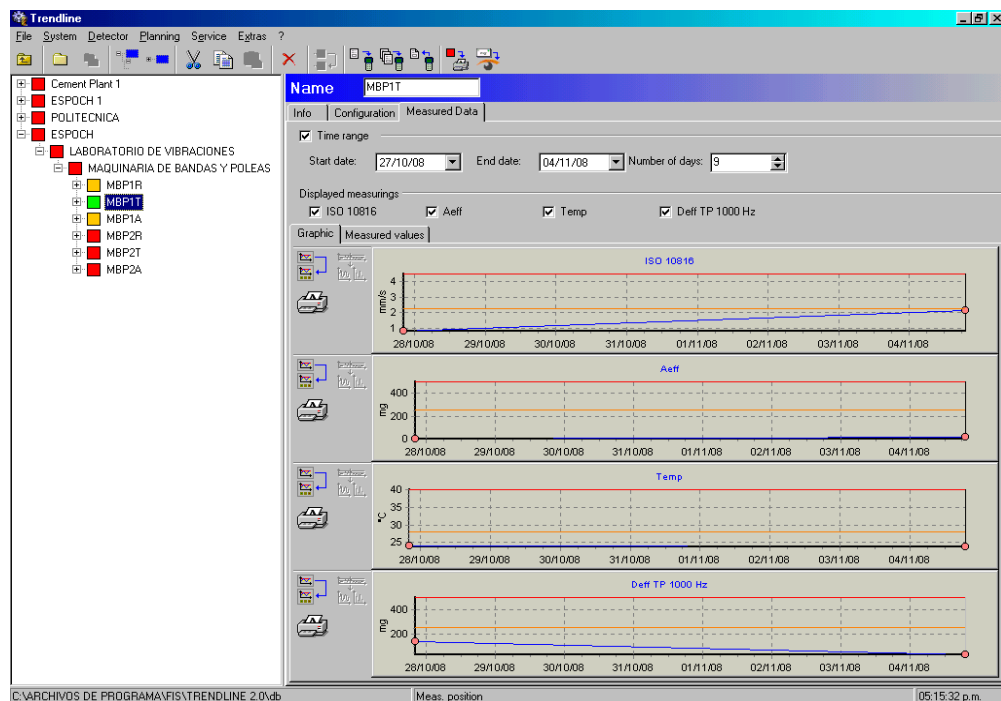 Trendline
File System Detector Planning Service Extras ?
Cement Plant 1
ESPOCH 1
POLITECNICA
ESPOCH
LABORATORIO DE VIBRACIONES
MAQUINARIA DE BANDAS Y POLEAS
MBP1R
MBP1T
MBP1A
MBP2R
MBP2T
MBP2A
Name MBP1T
Info Configuration Measured Data
Time range
Start date: 27/10/08 End date: 04/11/08 Number of days: 9
Displayed measurings
ISO 10816 Aeff Temp Deff TP 1000 Hz
Graphic Measured values
ISO 10816
mm/s
4
3
2
1
28/10/08 29/10/08 30/10/08 31/10/08 01/11/08 02/11/08 03/11/08 04/11/08
Aeff
mg
400
200
0
28/10/08 29/10/08 30/10/08 31/10/08 01/11/08 02/11/08 03/11/08 04/11/08
Temp
°C
40
35
30
25
28/10/08 29/10/08 30/10/08 31/10/08 01/11/08 02/11/08 03/11/08 04/11/08
Deff TP 1000 Hz
mg
400
200
28/10/08 29/10/08 30/10/08 31/10/08 01/11/08 02/11/08 03/11/08 04/11/08
C:\ARCHIVOS DE PROGRAMA\FIS\TRENDLINE 2.0\db Meas. position 05:15:32 p.m.